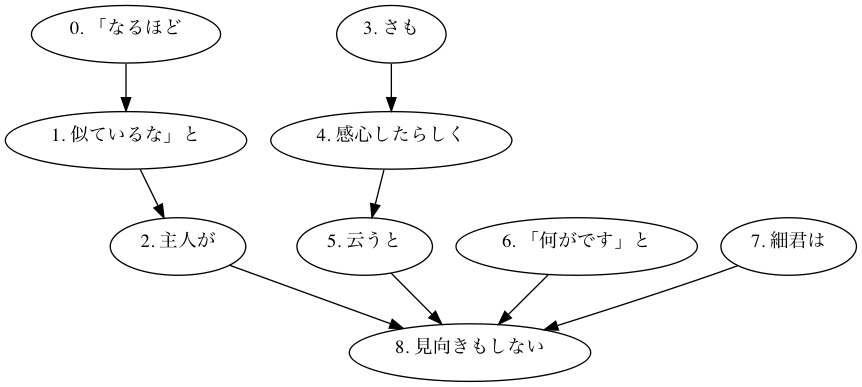 0. 「なるほど
3. さも
1. 似ているな」と
4. 感心したらしく
2. 主人が
5. 云うと
6. 「何がです」と
7. 細君は
8. 見向きもしない